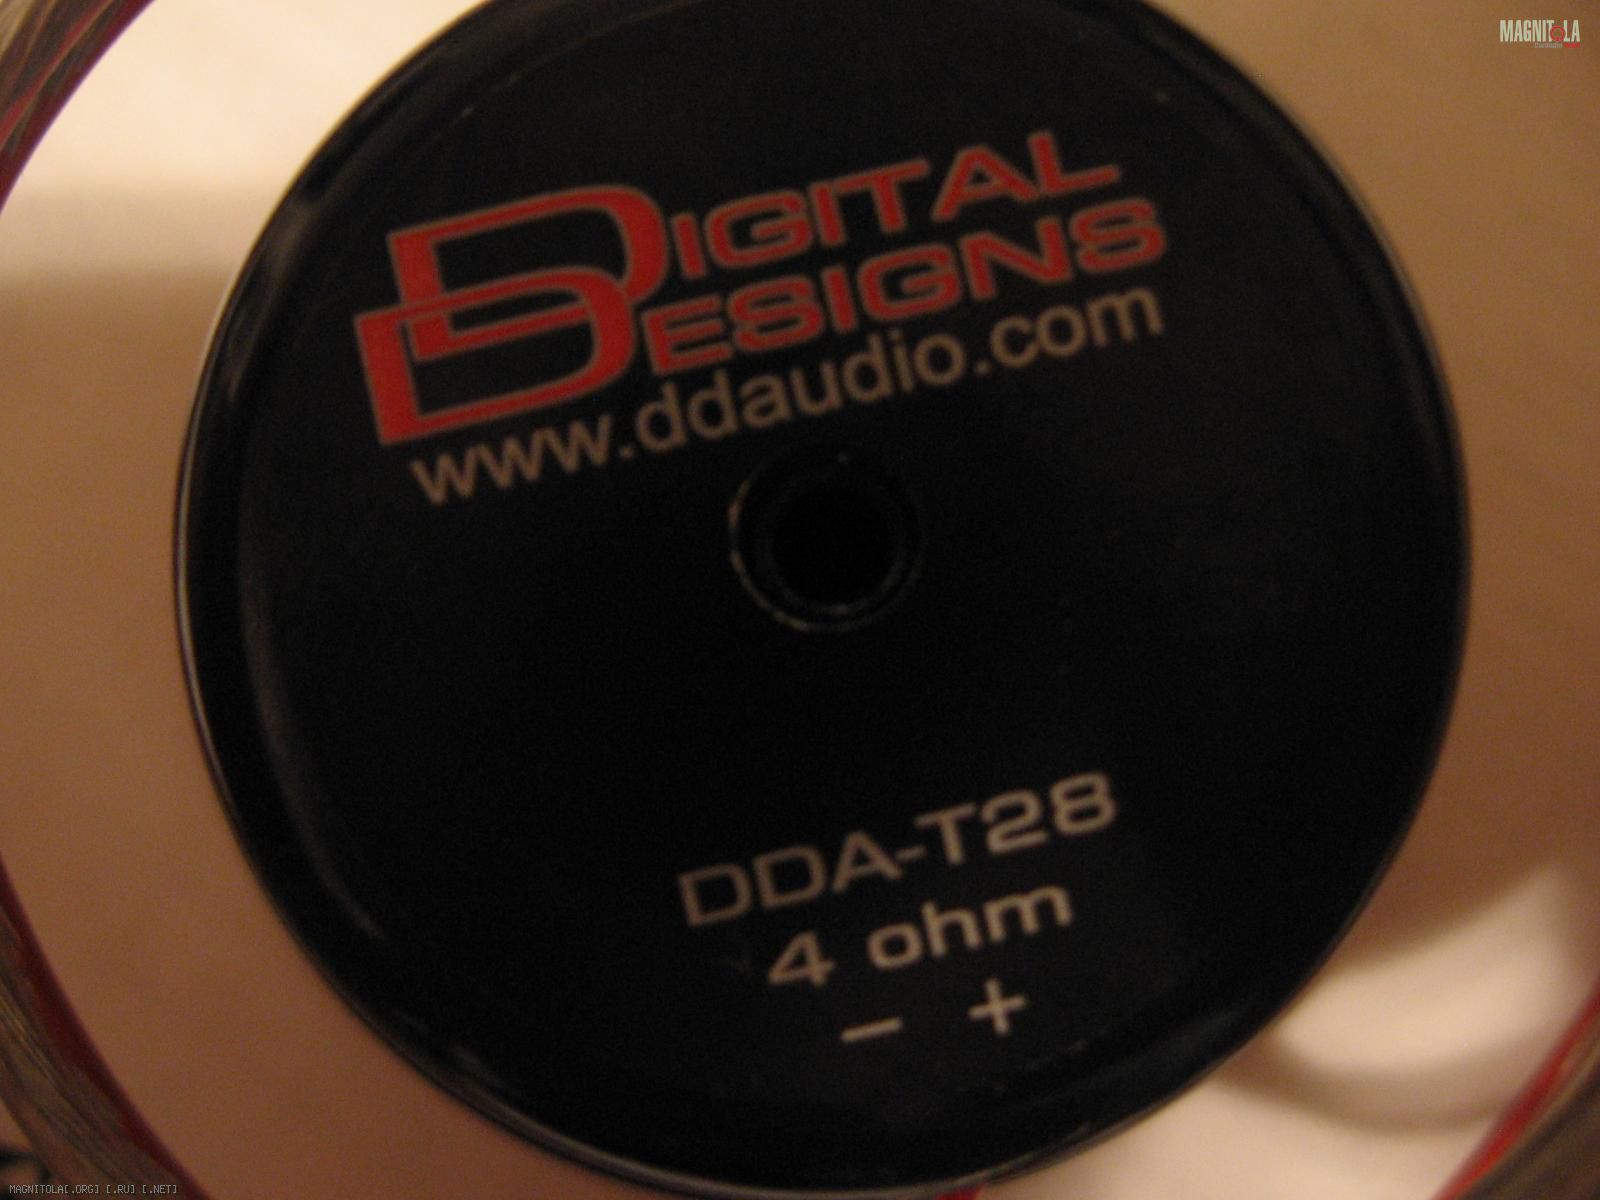 MAGNITOLA
DIGITAL
DESIGNS
www.ddaudio.com
DDA-T28
4 ohm
- +
MAGNITOLA[.ORG] [.RU] [.NET]